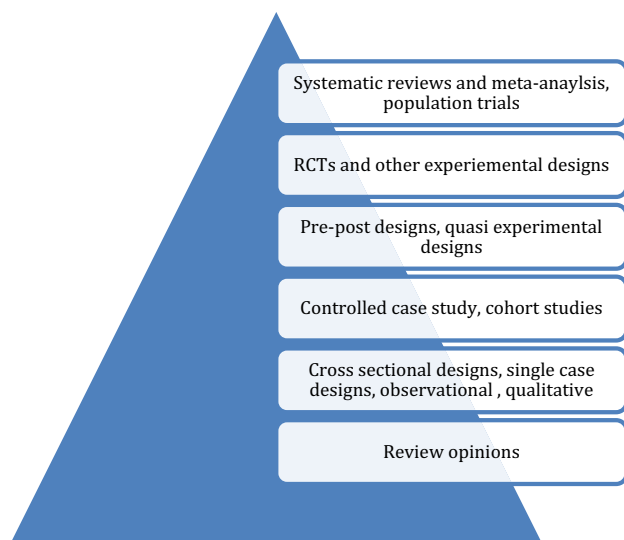 Systematic reviews and meta-anaylsis,
population trials
RCTs and other experiemental designs
Pre-post designs, quasi experimental
designs
Controlled case study, cohort studies
Cross sectional designs, single case
designs, observational , qualitative
Review opinions